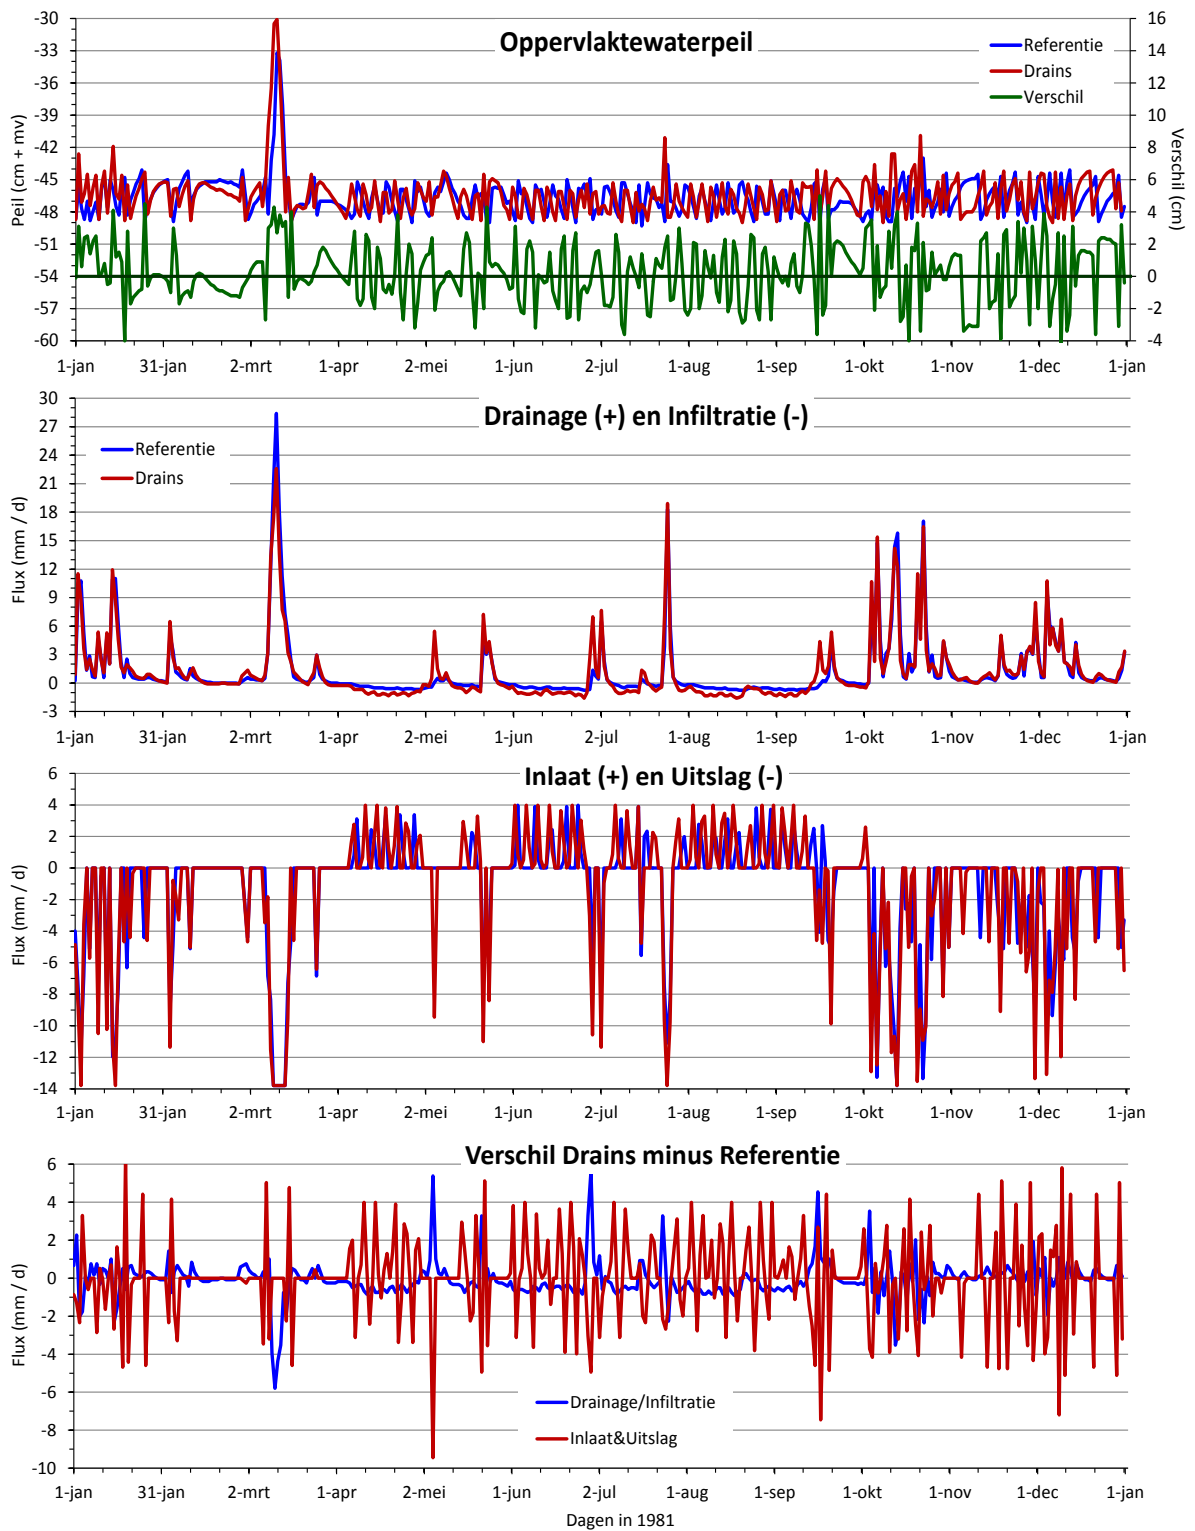 Oppervlaktewaterpeil
Referentie
Drains
Verschil
Peil (cm + mv)
-30
-33
-36
-39
-42
-45
-48
-51
-54
-57
-60
Verschil (cm)
16
14
12
10
8
6
4
2
0
-2
-4
1-jan 31-jan 2-mrt 1-apr 2-mei 1-jun 2-jul 1-aug 1-sep 1-okt 1-nov 1-dec 1-jan
Drainage (+) en Infiltratie (-)
Referentie
Drains
Flux (mm / d)
30
27
24
21
18
15
12
9
6
3
0
-3
1-jan 31-jan 2-mrt 1-apr 2-mei 1-jun 2-jul 1-aug 1-sep 1-okt 1-nov 1-dec 1-jan
Inlaat (+) en Uitslag (-)
Flux (mm / d)
6
4
2
0
-2
-4
-6
-8
-10
-12
-14
1-jan 31-jan 2-mrt 1-apr 2-mei 1-jun 2-jul 1-aug 1-sep 1-okt 1-nov 1-dec 1-jan
Verschil Drains minus Referentie
Flux (mm / d)
6
4
2
0
-2
-4
-6
-8
-10
Drainage/Infiltratie
Inlaat&Uitslag
1-jan 31-jan 2-mrt 1-apr 2-mei 1-jun 2-jul 1-aug 1-sep 1-okt 1-nov 1-dec 1-jan
Dagen in 1981